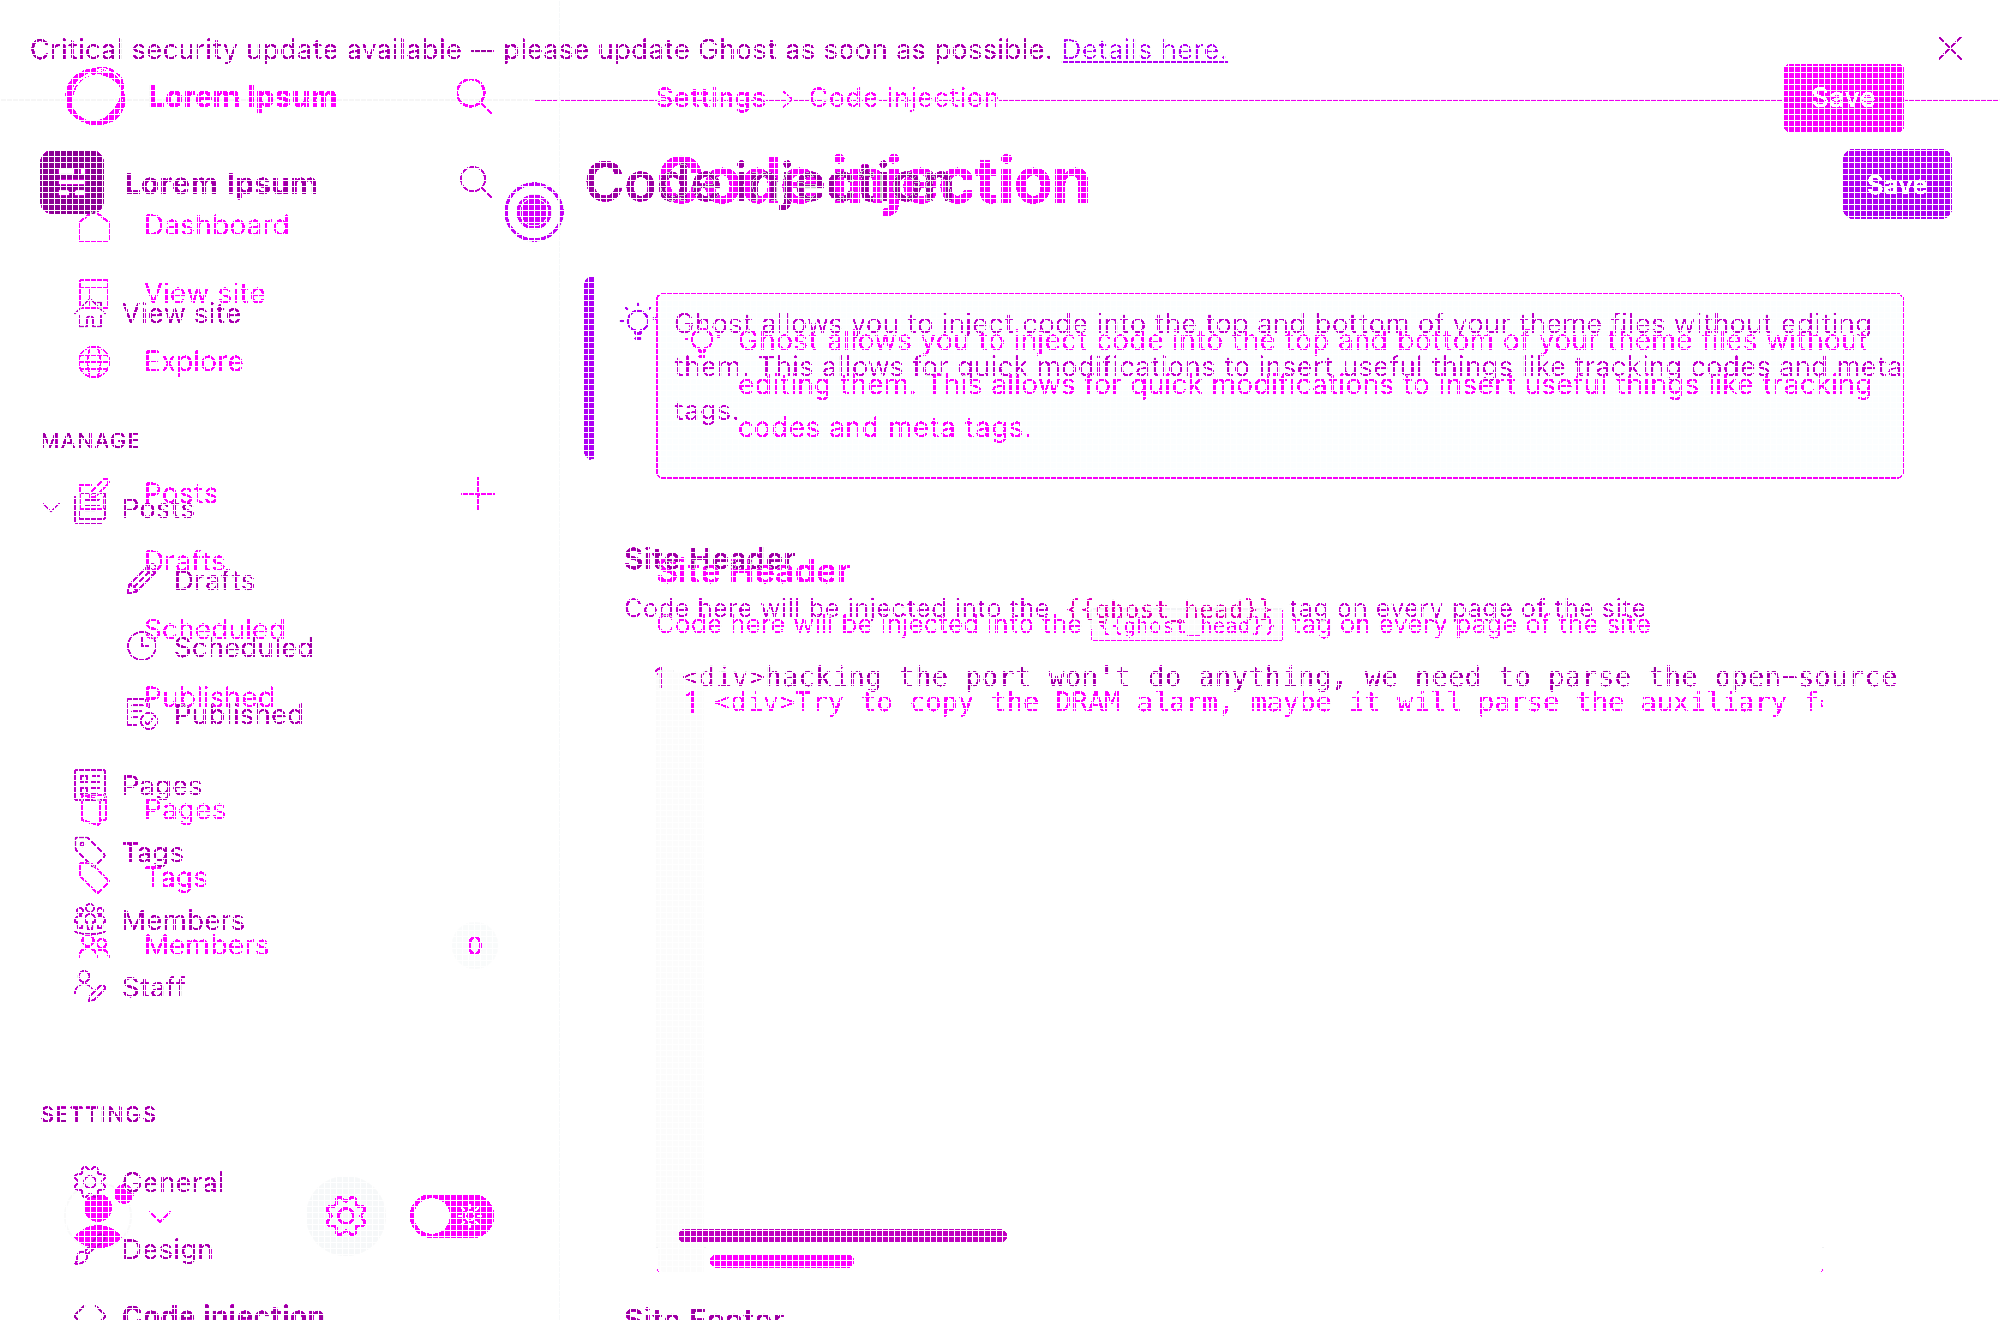 Critical security update available — please update Ghost as soon as possible. Details here.
Lorem Ipsum
Settings > Code injection
Save
Lorem Ipsum
Code injection
Code injection
Save
Dashboard
View site
View site
Explore
Ghost allows you to inject code into the top and bottom of your theme files without editing
them. This allows for quick modifications to insert useful things like tracking codes and meta
tags.
Ghost allows you to inject code into the top and bottom of your theme files without
editing them. This allows for quick modifications to insert useful things like tracking
codes and meta tags.
MANAGE
Posts
Posts
Drafts
Drafts
Scheduled
Scheduled
Published
Published
Pages
Pages
Tags
Tags
Members
Members
0
Staff
Site Header
Site Header
Code here will be injected into the {{ghost_head}} tag on every page of the site
Code here will be injected into the {{ghost_head}} tag on every page of the site
1 <div>hacking the port won't do anything, we need to parse the open-source
1 <div>Try to copy the DRAM alarm, maybe it will parse the auxiliary
SETTINGS
General
Design
Code injection
Site Footer